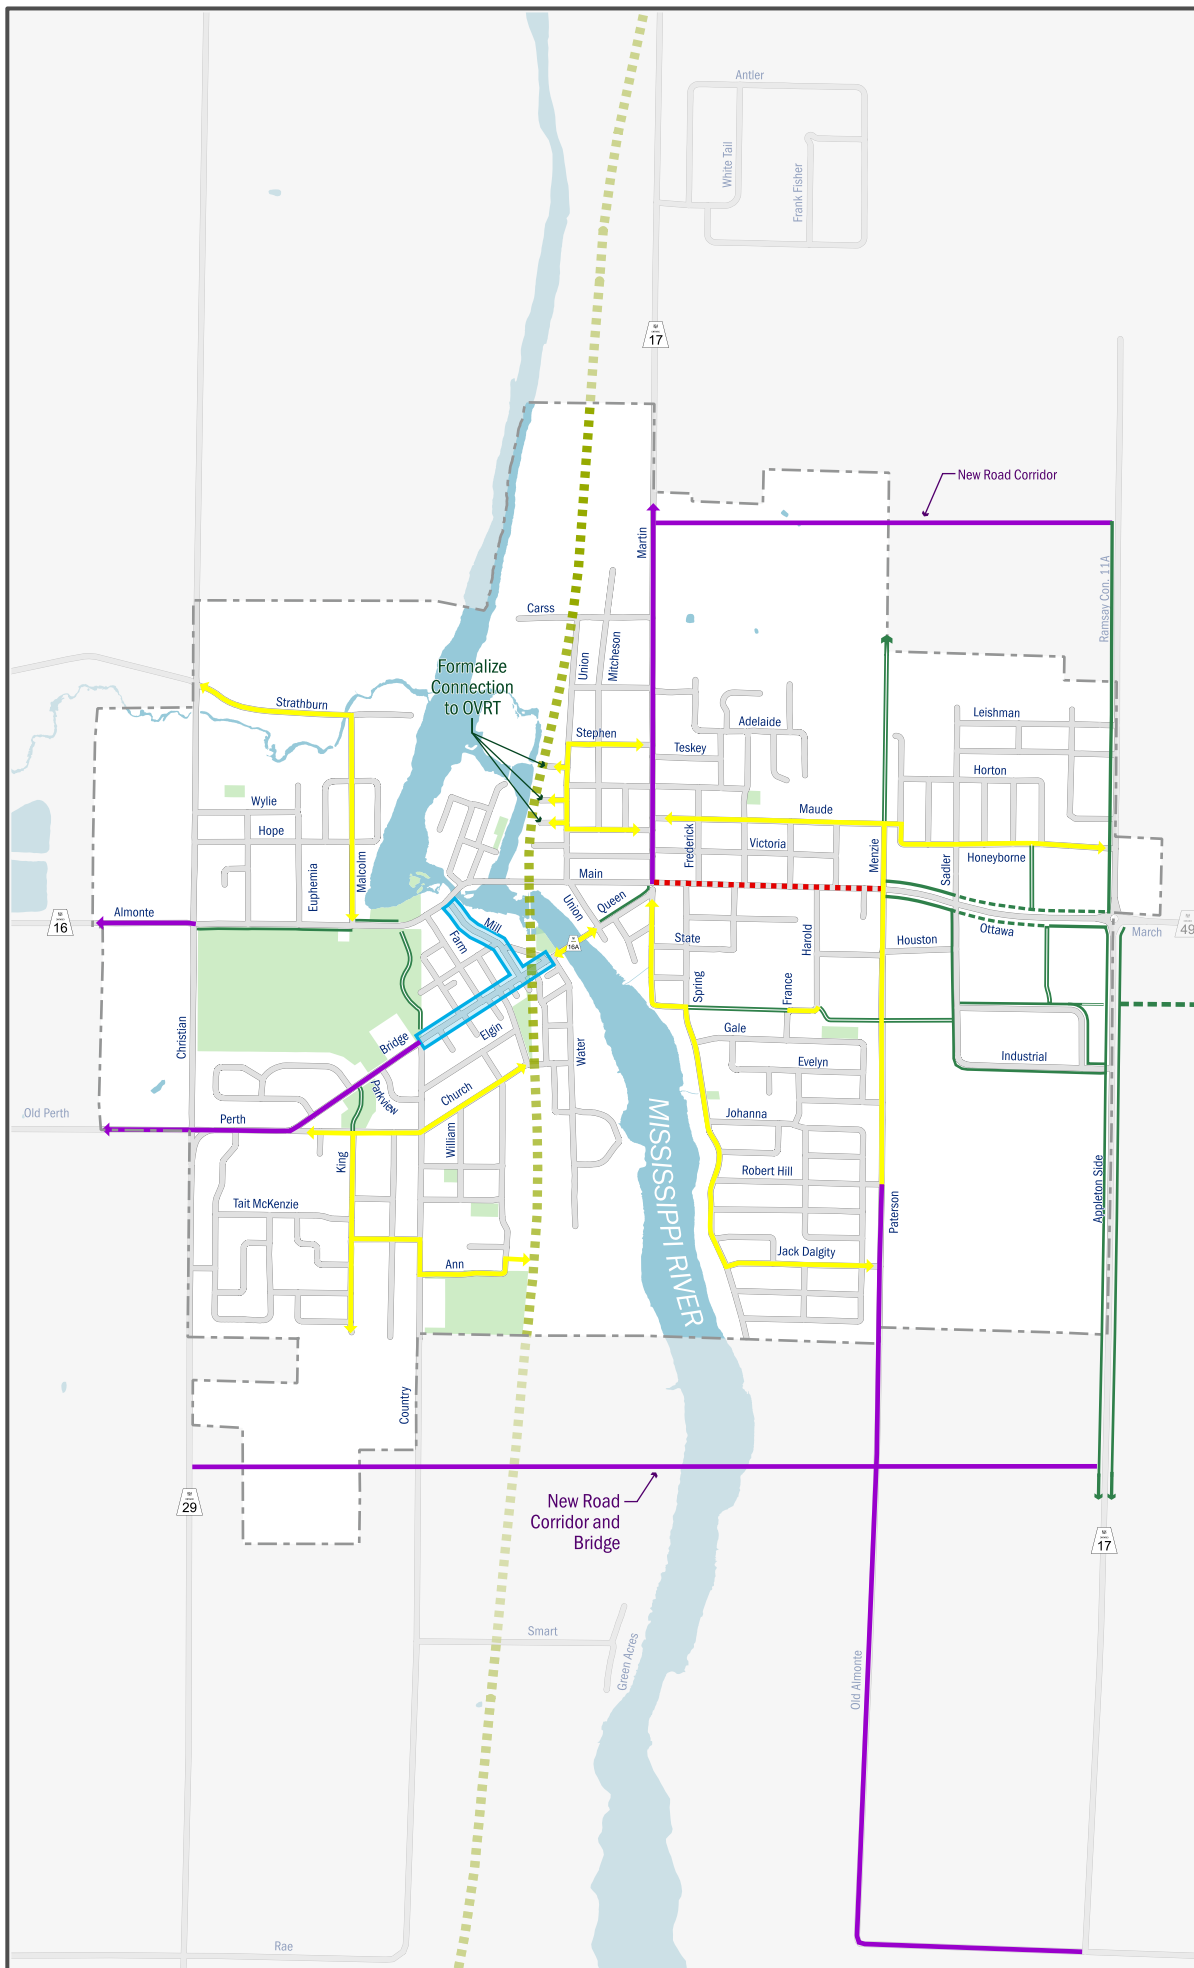 Antler
White Tail
Frank Fisher
17
New Road Corridor
Martin
Ramsay Con. 11A
Carss
Union
Mitcheson
Formalize
Connection
to OVRT
Strathburn
Stephen
Adelaide
Teskey
Leishman
Horton
Wylie
Hope
Maude
Frederick
Victoria
Menzie
Sadler
Honeyborne
Euphemia
Malcolm
Main
Union
Queen
Almonte
16
Mill
Farm
16A
State
Harold
Houston
Ottawa
March
49
Spring
France
Christian
Bridge
Elgin
Water
Gale
Evelyn
Industrial
Old Perth
Perth
Parkview
Church
William
King
Johanna
Robert Hill
MISSISSIPPI RIVER
Tait McKenzie
Paterson
Appleton Side
Ann
Jack Dalgity
Country
29
New Road
Corridor and
Bridge
17
Smart
Green Acres
Old Almonte
Rae